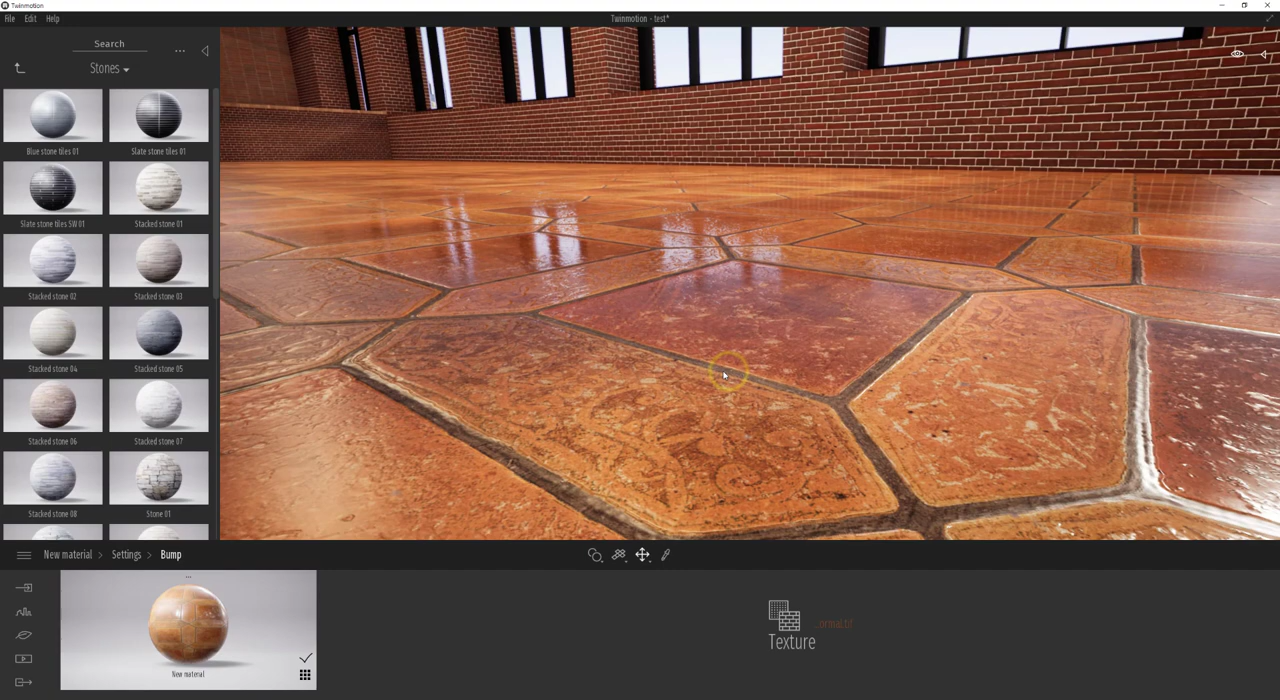 Twinmotion
File Edit Help
Twinmotion - test*
Search
...
Stones
Blue stone tiles 01
Slate stone tiles 01
Slate stone tiles SW 01
Stacked stone 01
Stacked stone 02
Stacked stone 03
Stacked stone 04
Stacked stone 05
Stacked stone 06
Stacked stone 07
Stacked stone 08
Stone 01
New material > Settings > Bump
...
New material
..ormal.tif
Texture